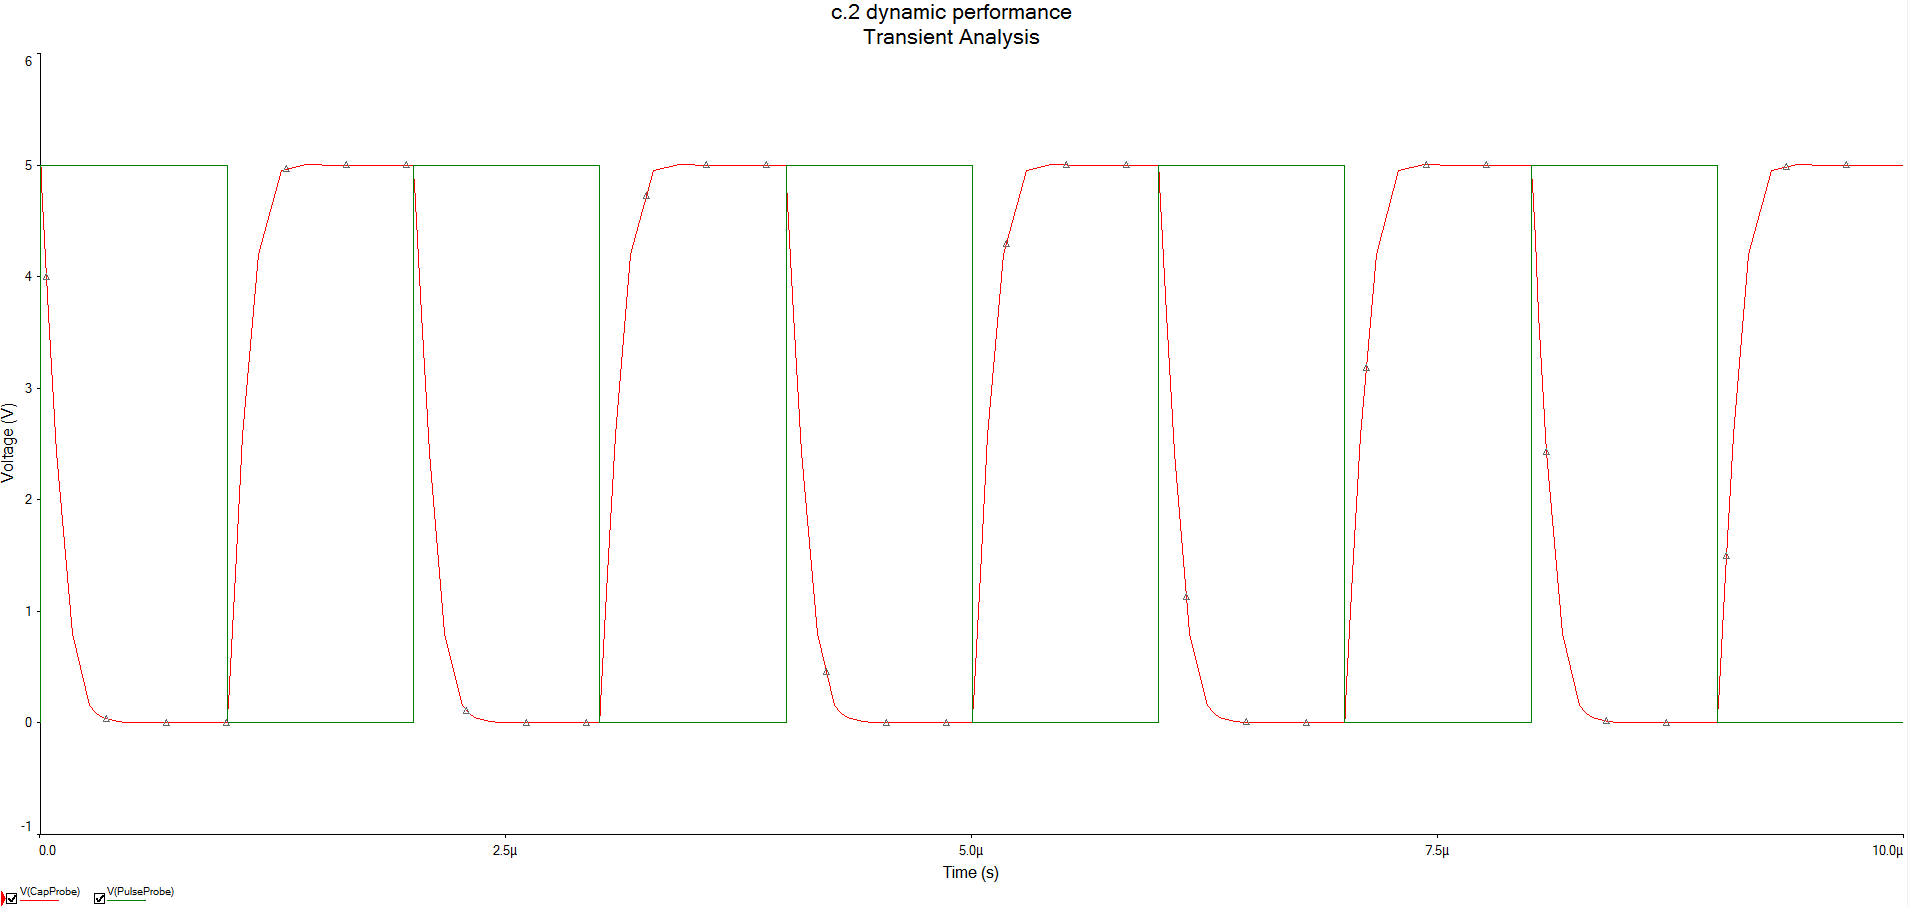 c.2 dynamic performance
Transient Analysis
6
5
4
3
2
1
0
-1
Voltage (V)
0.0 2.5µ 5.0µ 7.5µ 10.0µ
Time (s)
V(CapProbe) V(PulseProbe)